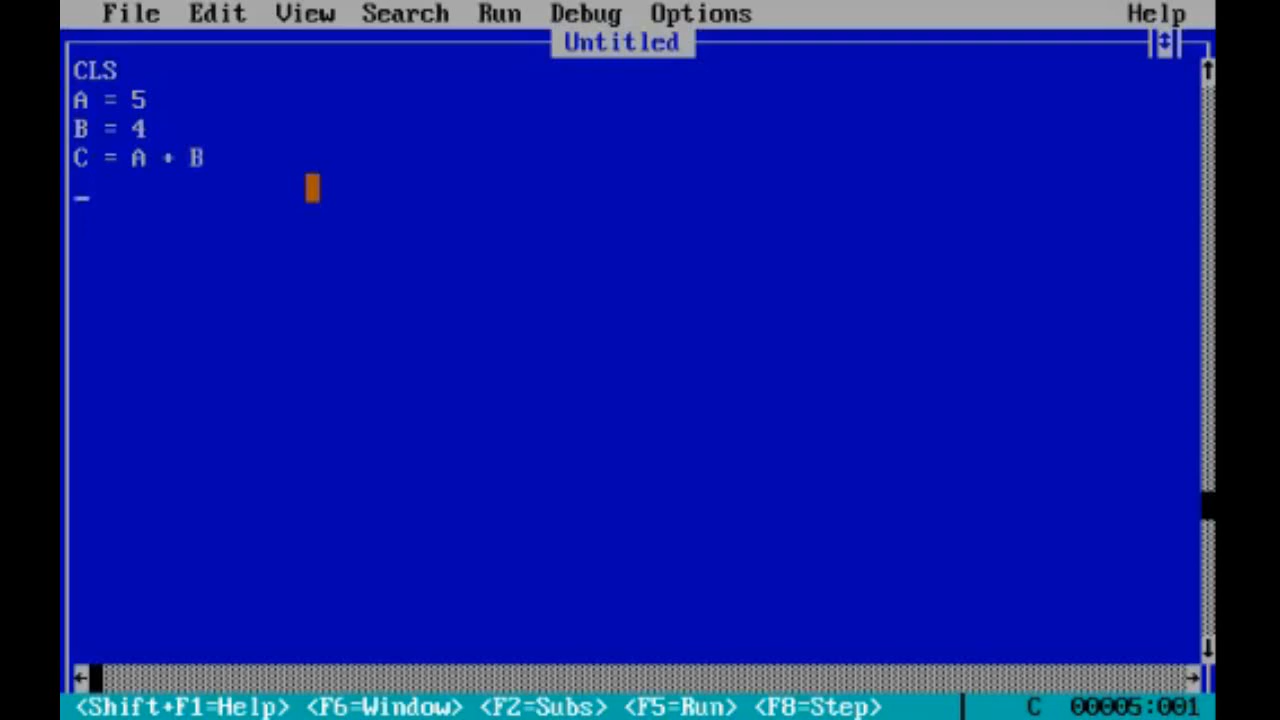 File Edit View Search Run Debug Options Help
Untitled
CLS
A = 5
B = 4
C = A + B
<Shift+F1=Help> <F6=Window> <F2=Subs> <F5=Run> <F8=Step> C 00005:001